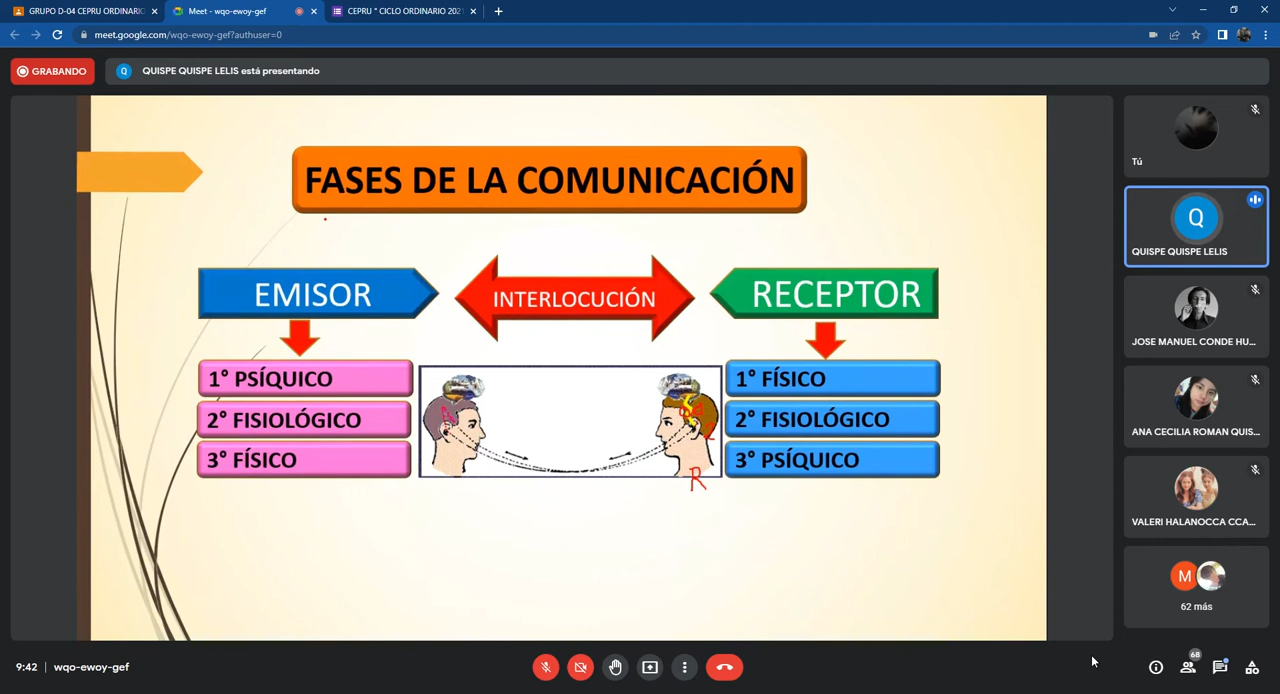 GRUPO D-04 CEPRU ORDINARIO
Meet - wqo-ewoy-gef
CEPRU " CICLO ORDINARIO 2021
meet.google.com/wqo-ewoy-gef?authuser=0
GRABANDO
Q
QUISPE QUISPE LELIS está presentando
FASES DE LA COMUNICACIÓN
EMISOR
INTERLOCUCIÓN
RECEPTOR
1° PSÍQUICO
2° FISIOLÓGICO
3° FÍSICO
R
1° FÍSICO
2° FISIOLÓGICO
3° PSÍQUICO
Tú
Q
QUISPE QUISPE LELIS
JOSE MANUEL CONDE HU...
ANA CECILIA ROMAN QUIS...
VALERI HALANOCCA CCA...
M
62 más
9:42
wqo-ewoy-gef
68